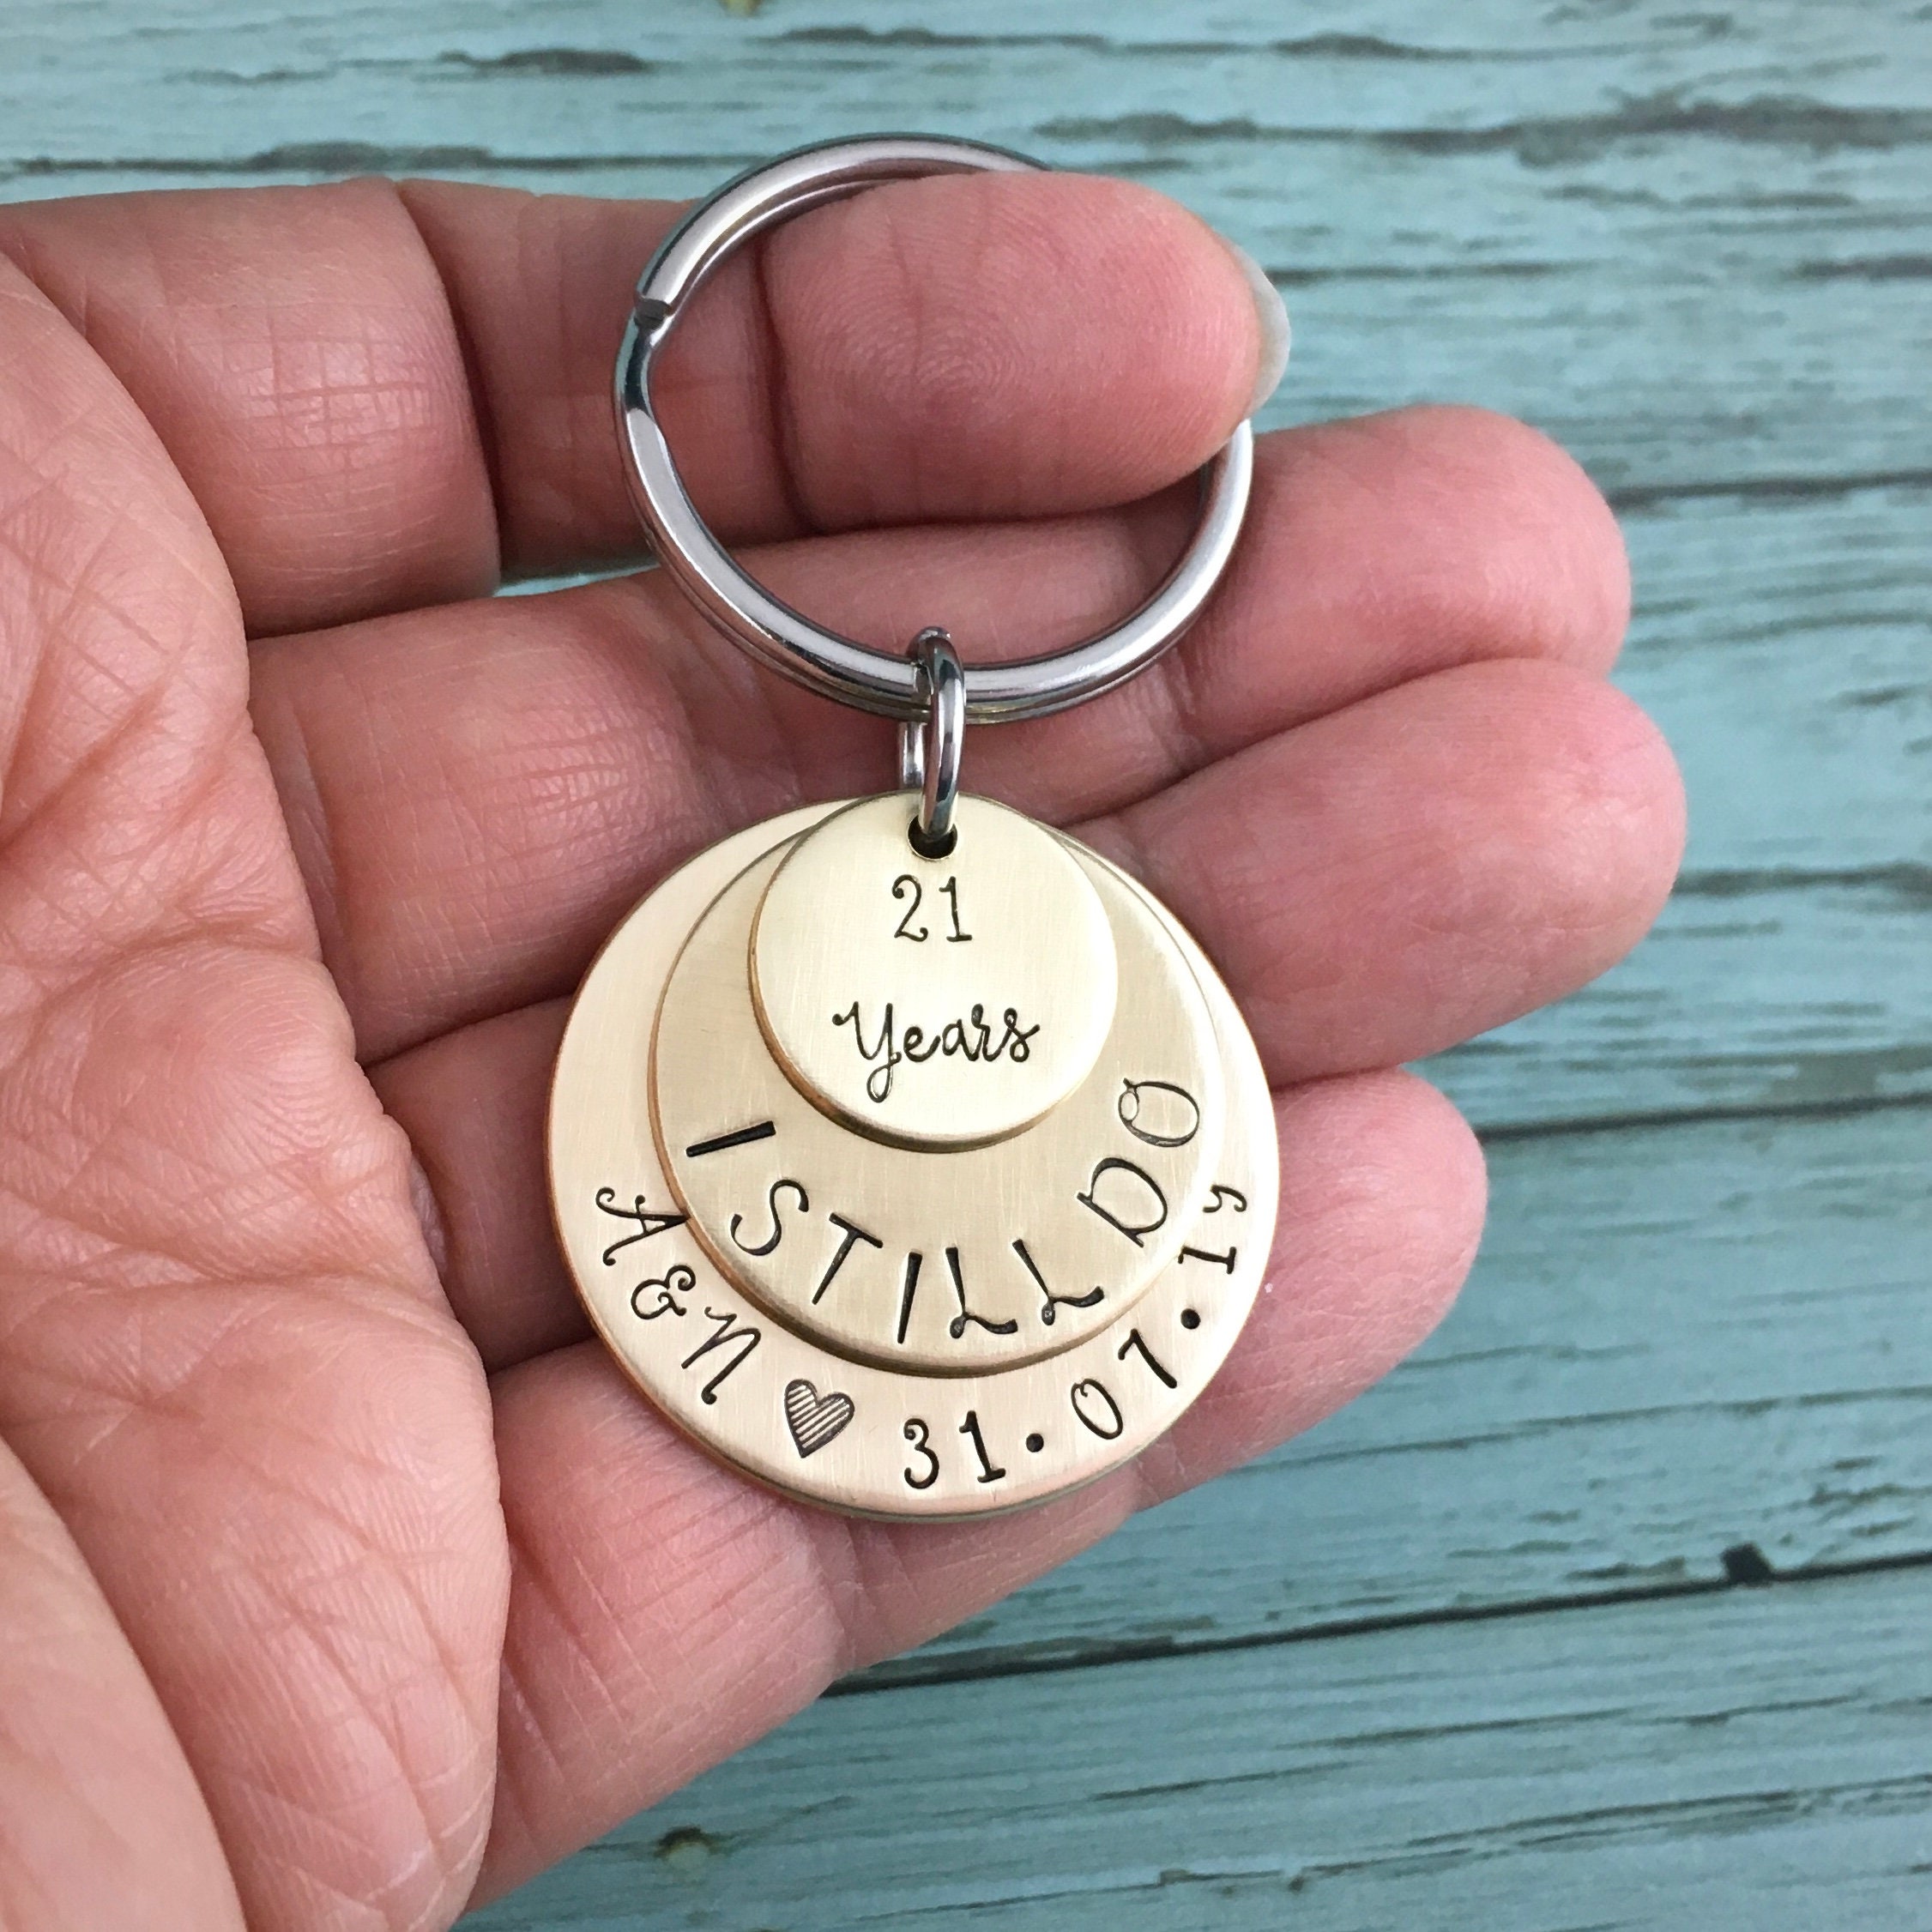 21
Years
I STILL DO
A & N ♥ 31•07•19